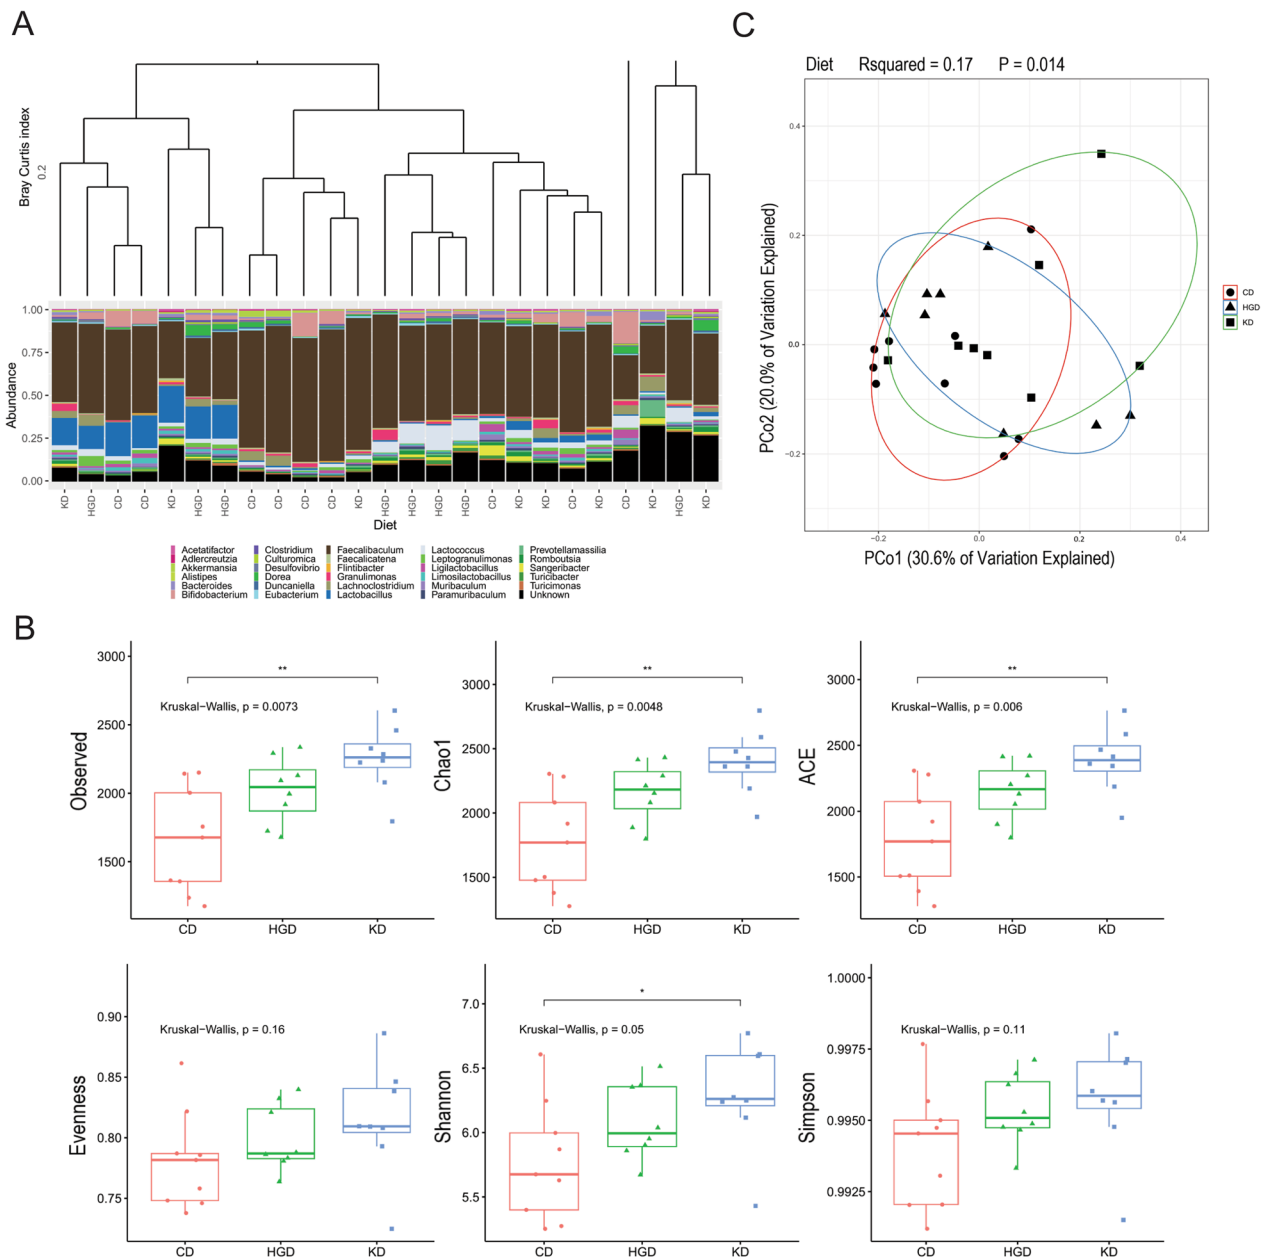 A
Bray Curtis index
0.2
Abundance
1.00
0.75
0.50
0.25
0.00
KD HGD CD CD KD HGD HGD CD CD CD CD KD HGD HGD HGD HGD CD KD KD CD KD CD KD HGD KD
Diet
Acetatifactor Clostridium Faecalibaculum Lactococcus Prevotellamassilia
Adlercreutzia Culturomica Faecalicatena Leptogranulimonas Romboutsia
Akkermansia Desulfovibrio Flintibacter Ligilactobacillus Sangeribacter
Alistipes Dorea Granulimonas Limosilactobacillus Turicibacter
Bacteroides Duncaniella Lachnoclostridium Muribaculum Turicimonas
Bifidobacterium Eubacterium Lactobacillus Paramuribaculum Unknown
C
Diet Rsquared = 0.17 P = 0.014
PCo2 (20.0% of Variation Explained)
0.4
0.2
0.0
−0.2
−0.2 0.0 0.2 0.4
PCo1 (30.6% of Variation Explained)
CD
HGD
KD
B
Observed
3000
2500
2000
1500
**
Kruskal−Wallis, p = 0.0073
CD HGD KD
Chao1
3000
2500
2000
1500
**
Kruskal−Wallis, p = 0.0048
CD HGD KD
ACE
3000
2500
2000
1500
**
Kruskal−Wallis, p = 0.006
CD HGD KD
Evenness
0.90
0.85
0.80
0.75
Kruskal−Wallis, p = 0.16
CD HGD KD
Shannon
7.0
6.5
6.0
5.5
*
Kruskal−Wallis, p = 0.05
CD HGD KD
Simpson
1.0000
0.9975
0.9950
0.9925
Kruskal−Wallis, p = 0.11
CD HGD KD